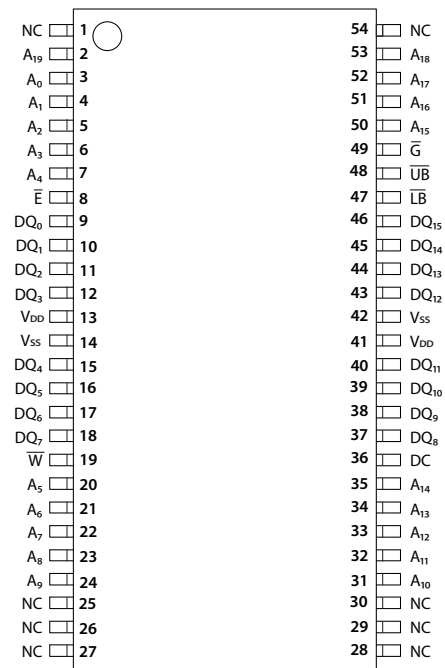 NC 1 54 NC
A₁₉ 2 53 A₁₈
A₀ 3 52 A₁₇
A₁ 4 51 A₁₆
A₂ 5 50 A₁₅
A₃ 6 49 G̅
A₄ 7 48 U̅B̅
E̅ 8 47 L̅B̅
DQ₀ 9 46 DQ₁₅
DQ₁ 10 45 DQ₁₄
DQ₂ 11 44 DQ₁₃
DQ₃ 12 43 DQ₁₂
VDD 13 42 Vss
Vss 14 41 VDD
DQ₄ 15 40 DQ₁₁
DQ₅ 16 39 DQ₁₀
DQ₆ 17 38 DQ₉
DQ₇ 18 37 DQ₈
W̅ 19 36 DC
A₅ 20 35 A₁₄
A₆ 21 34 A₁₃
A₇ 22 33 A₁₂
A₈ 23 32 A₁₁
A₉ 24 31 A₁₀
NC 25 30 NC
NC 26 29 NC
NC 27 28 NC